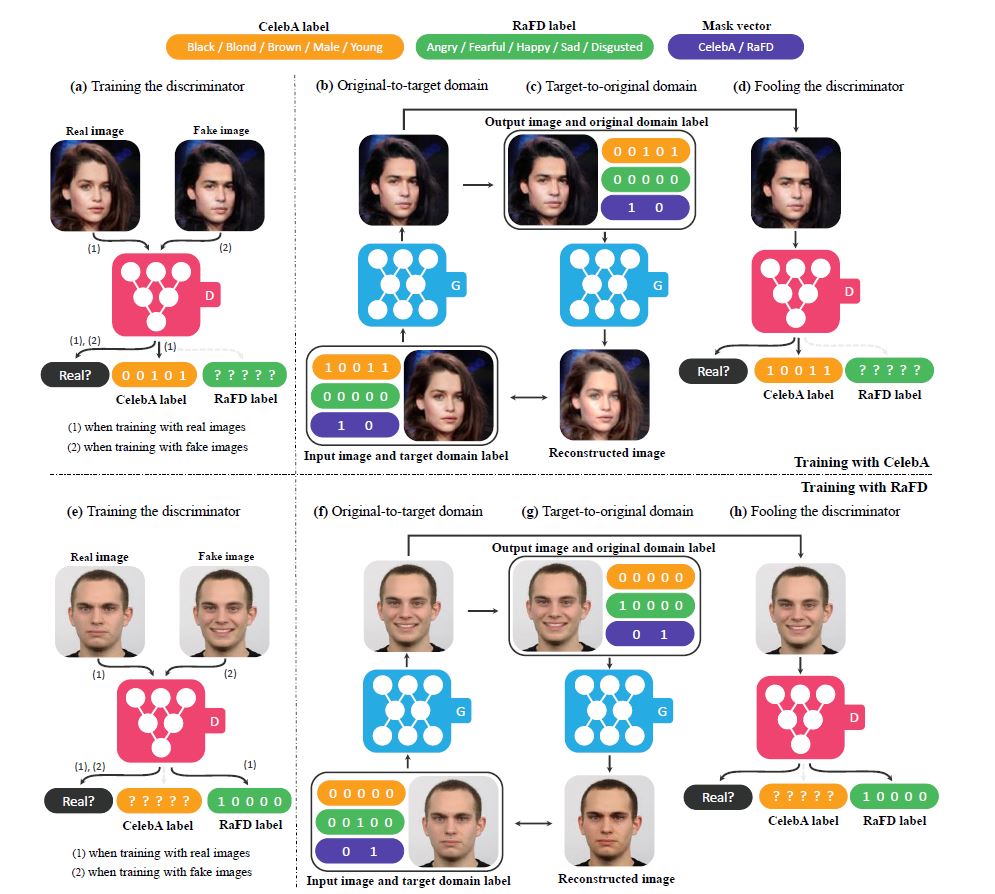 CelebA label
RaFD label
Mask vector
Black / Blond / Brown / Male / Young
Angry / Fearful / Happy / Sad / Disgusted
CelebA / RaFD
(a) Training the discriminator
(b) Original-to-target domain
(c) Target-to-original domain
(d) Fooling the discriminator
Output image and original domain label
Real image
Fake image
0 0 1 0 1
0 0 0 0 0
1 0
(1)
(2)
G
G
D
D
(1), (2)
(1)
Real?
0 0 1 0 1
? ? ? ? ?
CelebA label
RaFD label
1 0 0 1 1
0 0 0 0 0
1 0
Real?
1 0 0 1 1
? ? ? ? ?
CelebA label
RaFD label
(1) when training with real images
(2) when training with fake images
Input image and target domain label
Reconstructed image
Training with CelebA
Training with RaFD
(e) Training the discriminator
(f) Original-to-target domain
(g) Target-to-original domain
(h) Fooling the discriminator
Output image and original domain label
Real image
Fake image
0 0 0 0 0
1 0 0 0 0
0 1
(1)
(2)
G
G
D
D
(1), (2)
(1)
Real?
? ? ? ? ?
1 0 0 0 0
CelebA label
RaFD label
0 0 0 0 0
0 0 1 0 0
0 1
Real?
? ? ? ? ?
1 0 0 0 0
CelebA label
RaFD label
(1) when training with real images
(2) when training with fake images
Input image and target domain label
Reconstructed image